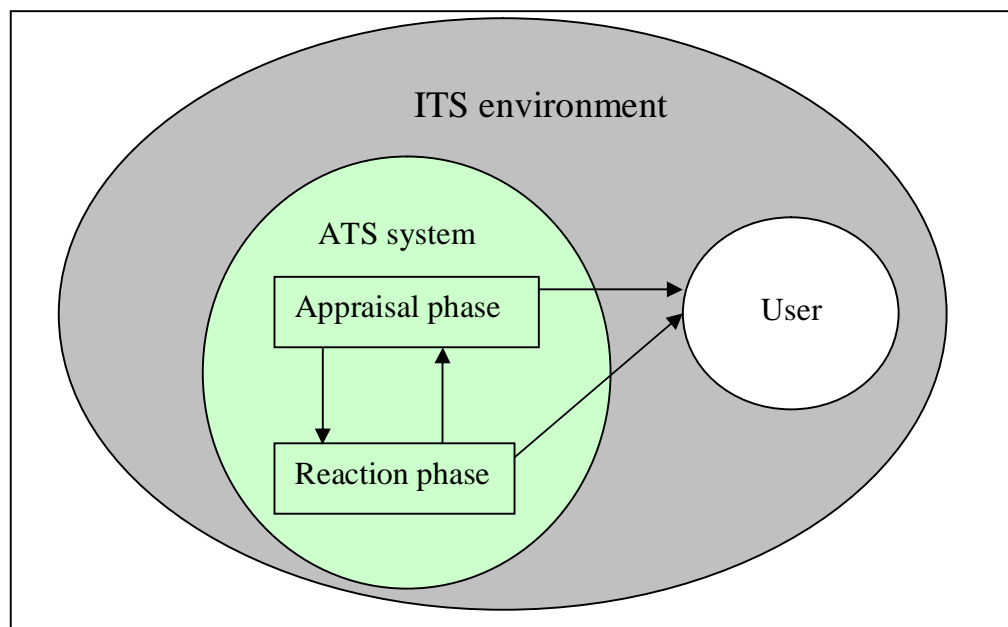 ITS environment
ATS system
Appraisal phase
User
Reaction phase